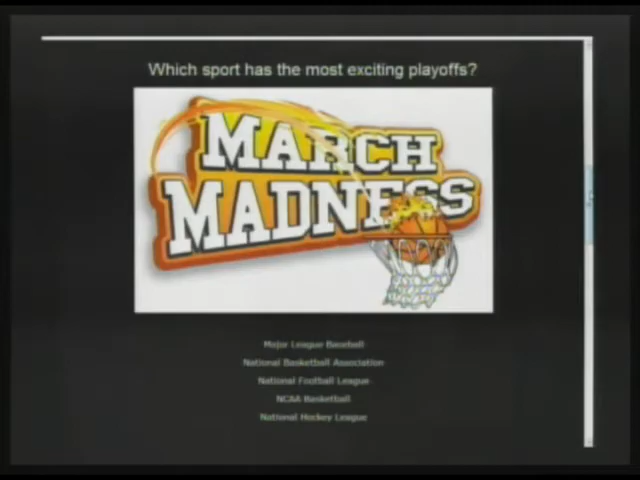 Which sport has the most exciting playoffs?
MARCH
MADNESS
Major League Baseball
National Basketball Association
National Football League
NCAA Basketball
National Hockey League